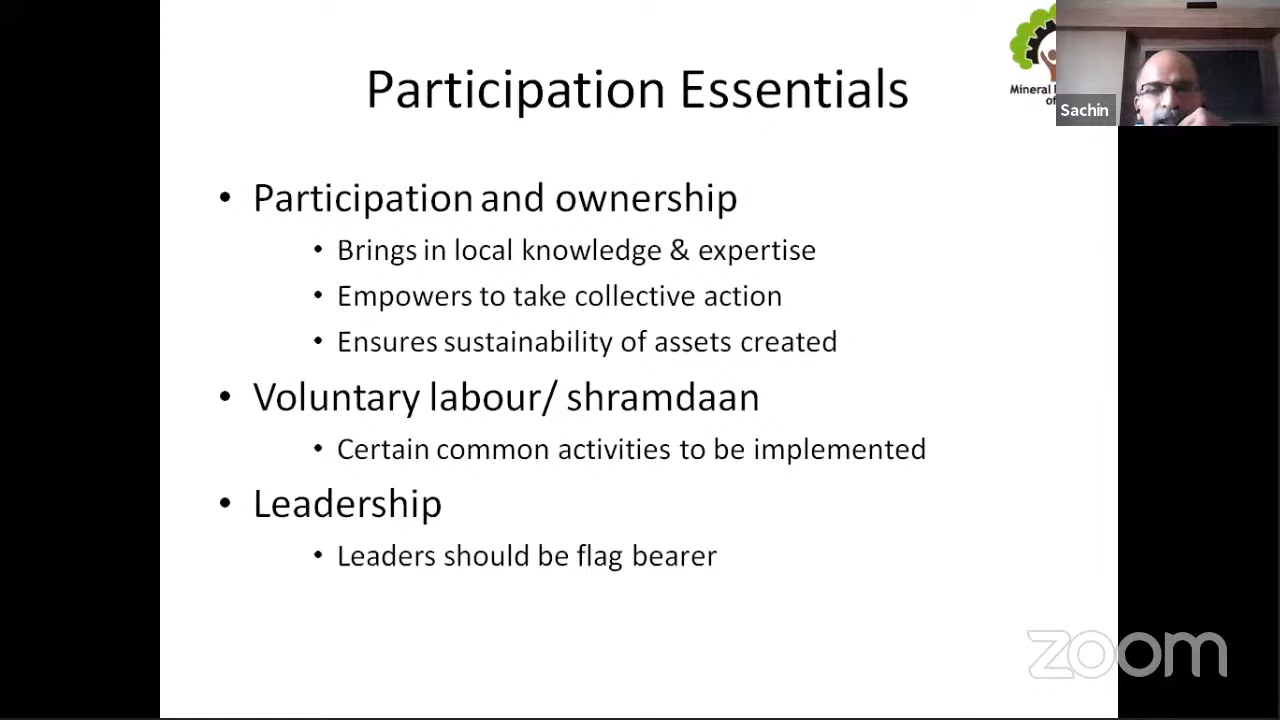 Participation Essentials
Mineral
of
Sachin
• Participation and ownership
• Brings in local knowledge & expertise
• Empowers to take collective action
• Ensures sustainability of assets created
• Voluntary labour/ shramdaan
• Certain common activities to be implemented
• Leadership
• Leaders should be flag bearer
zoom